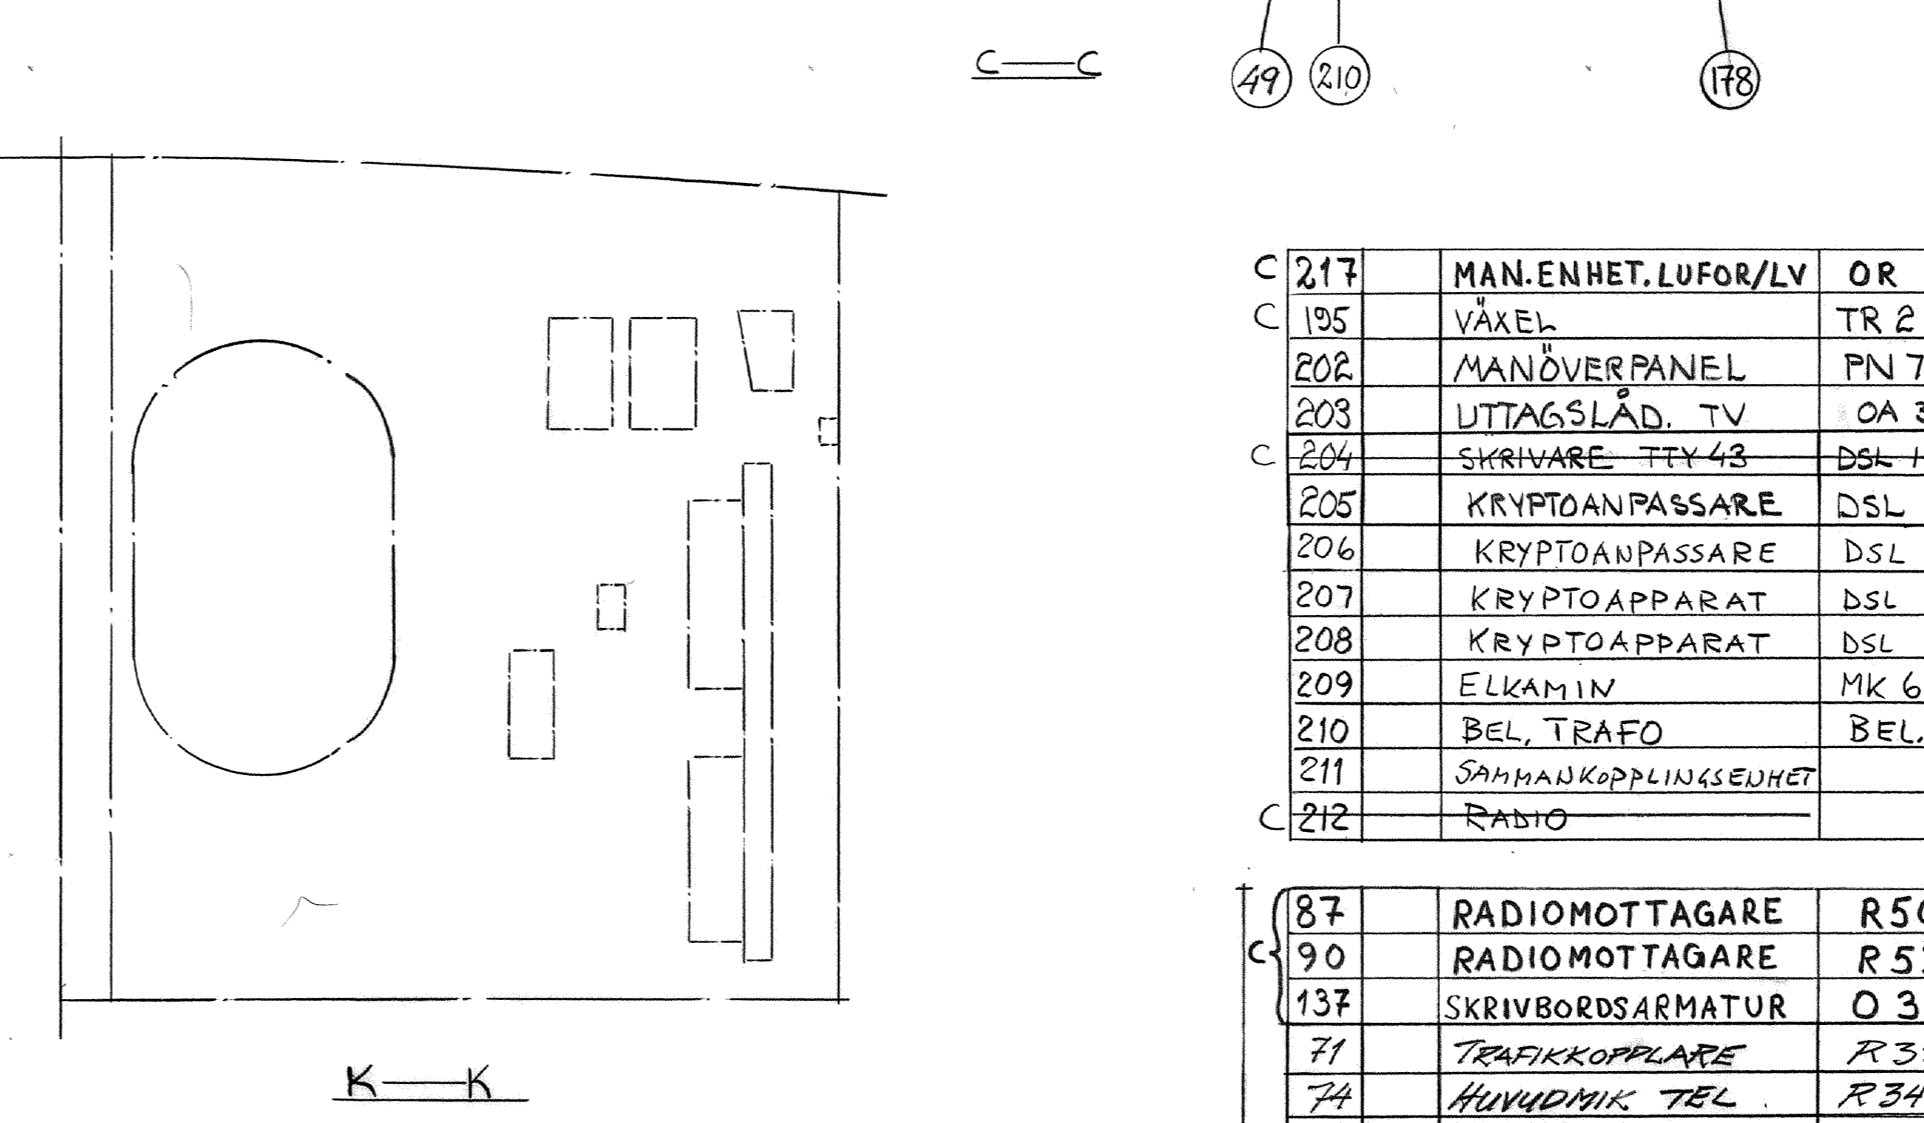 C—C
49 210 178
C 217 MAN.ENHET.LUFOR/LV OR
C 195 VÄXEL TR 2
202 MANÖVERPANEL PN 7
203 UTTAGSLÅD. TV OA 3
C 204 SKRIVARE TTY 43 DSL 1
205 KRYPTOANPASSARE DSL
206 KRYPTOANPASSARE DSL
207 KRYPTOAPPARAT DSL
208 KRYPTOAPPARAT DSL
209 ELKAMIN MK 6
210 BEL. TRAFO BEL.
211 SAMMANKOPPLINGSENHET
C 212 RADIO
87 RADIOMOTTAGARE R50
C 90 RADIOMOTTAGARE R5
137 SKRIVBORDSARMATUR O 3
71 TRAFIKKOPPLARE R3
74 HUVUDMIK TEL. R34
K—K